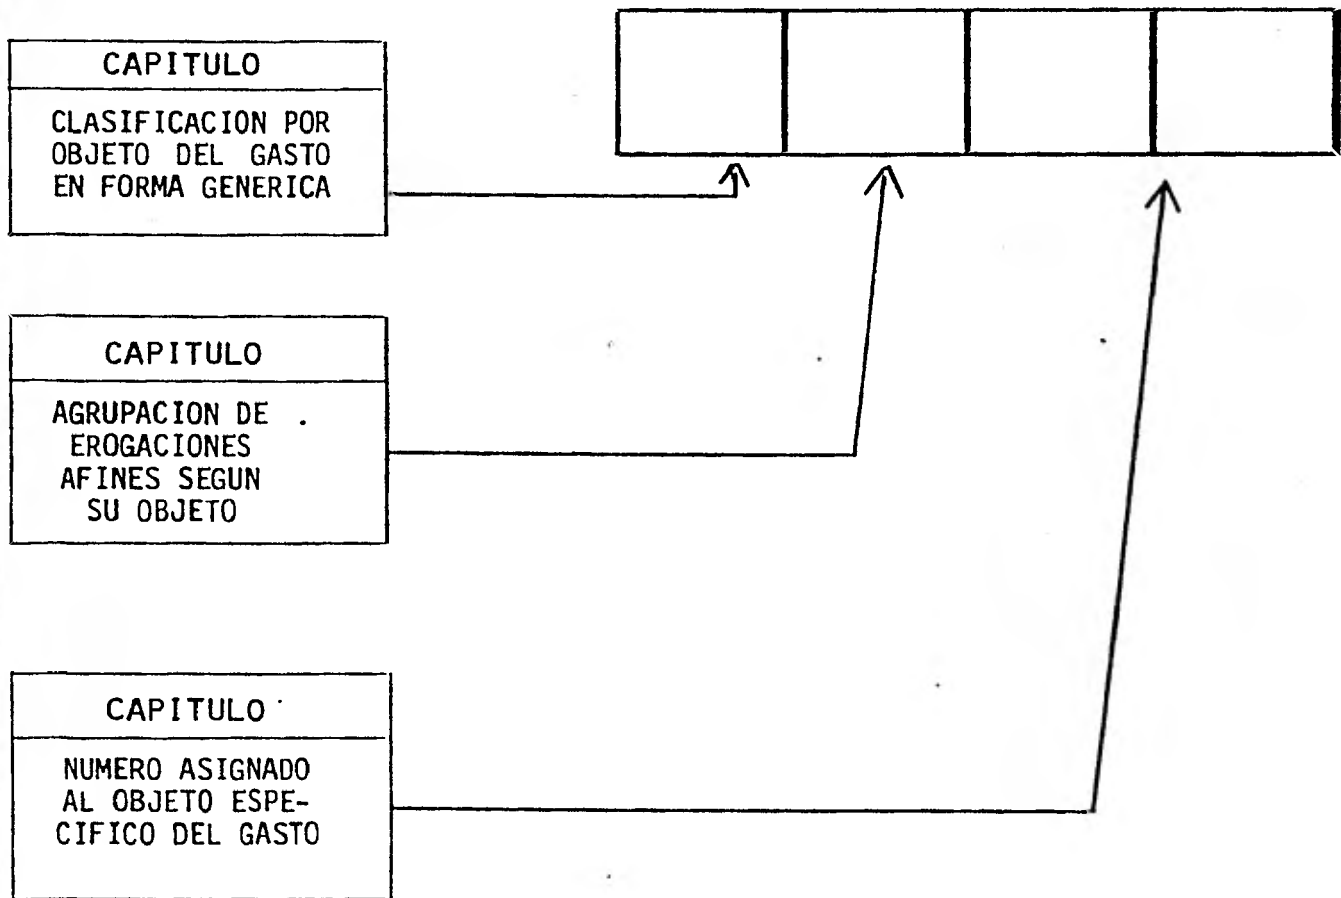 CAPITULO
CLASIFICACION POR
OBJETO DEL GASTO
EN FORMA GENERICA
CAPITULO
AGRUPACION DE
EROGACIONES
AFINES SEGUN
SU OBJETO
CAPITULO
NUMERO ASIGNADO
AL OBJETO ESPE-
CIFICO DEL GASTO